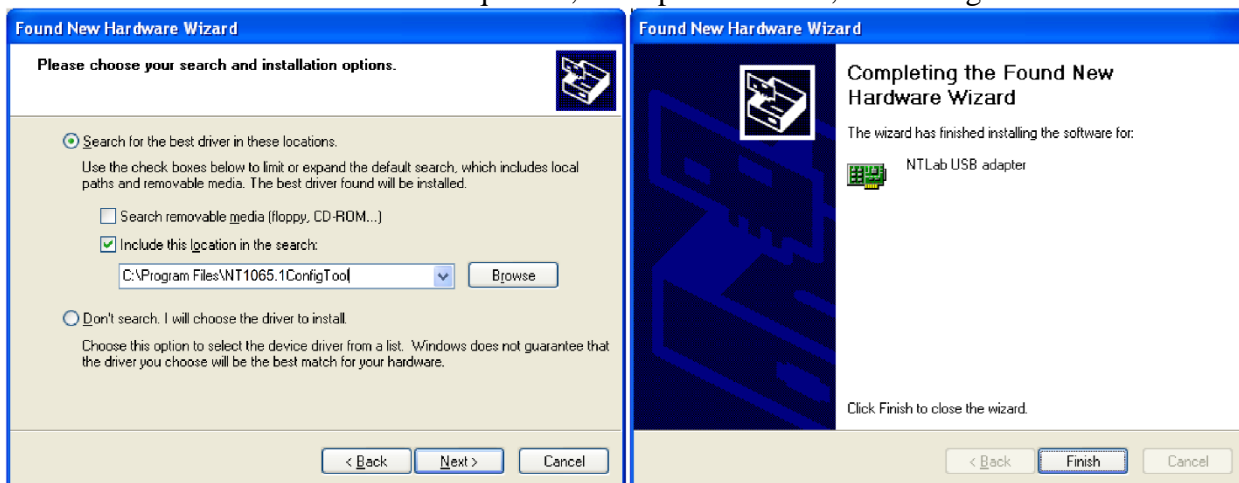 Found New Hardware Wizard
Please choose your search and installation options.
Search for the best driver in these locations.
Use the check boxes below to limit or expand the default search, which includes local
paths and removable media. The best driver found will be installed.
Search removable media (floppy, CD-ROM...)
Include this location in the search:
C:\Program Files\NT1065.1ConfigTool
Browse
Don't search. I will choose the driver to install.
Choose this option to select the device driver from a list. Windows does not guarantee that
the driver you choose will be the best match for your hardware.
< Back
Next >
Cancel
Found New Hardware Wizard
Completing the Found New
Hardware Wizard
The wizard has finished installing the software for:
NTLab USB adapter
Click Finish to close the wizard.
< Back
Finish
Cancel